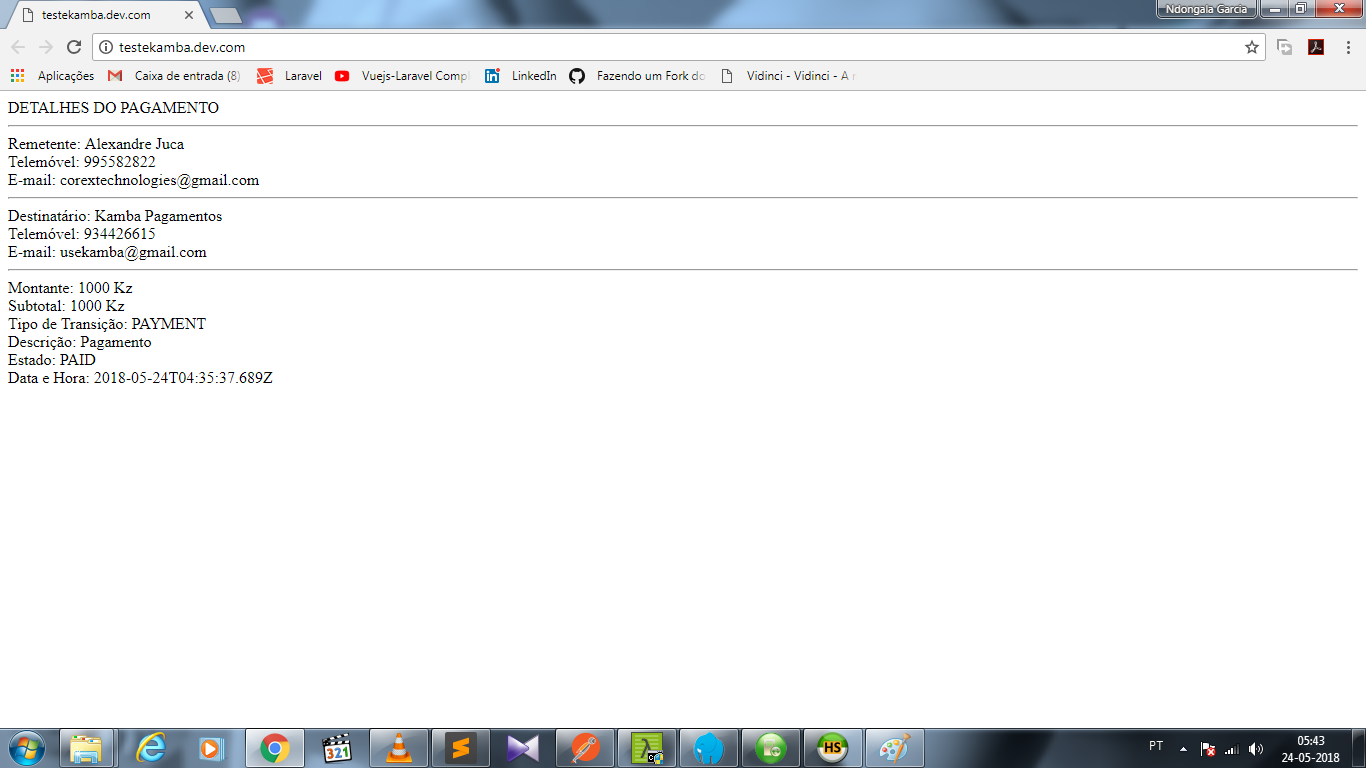 testekamba.dev.com
Ndongala Garcia
testekamba.dev.com
Aplicações
Caixa de entrada (8)
Laravel
Vuejs-Laravel Compl
LinkedIn
Fazendo um Fork do
Vidinci - Vidinci - A
DETALHES DO PAGAMENTO
Remetente: Alexandre Juca
Telemóvel: 995582822
E-mail: corextechnologies@gmail.com
Destinatário: Kamba Pagamentos
Telemóvel: 934426615
E-mail: usekamba@gmail.com
Montante: 1000 Kz
Subtotal: 1000 Kz
Tipo de Transição: PAYMENT
Descrição: Pagamento
Estado: PAID
Data e Hora: 2018-05-24T04:35:37.689Z
321
HS
PT
05:43
24-05-2018